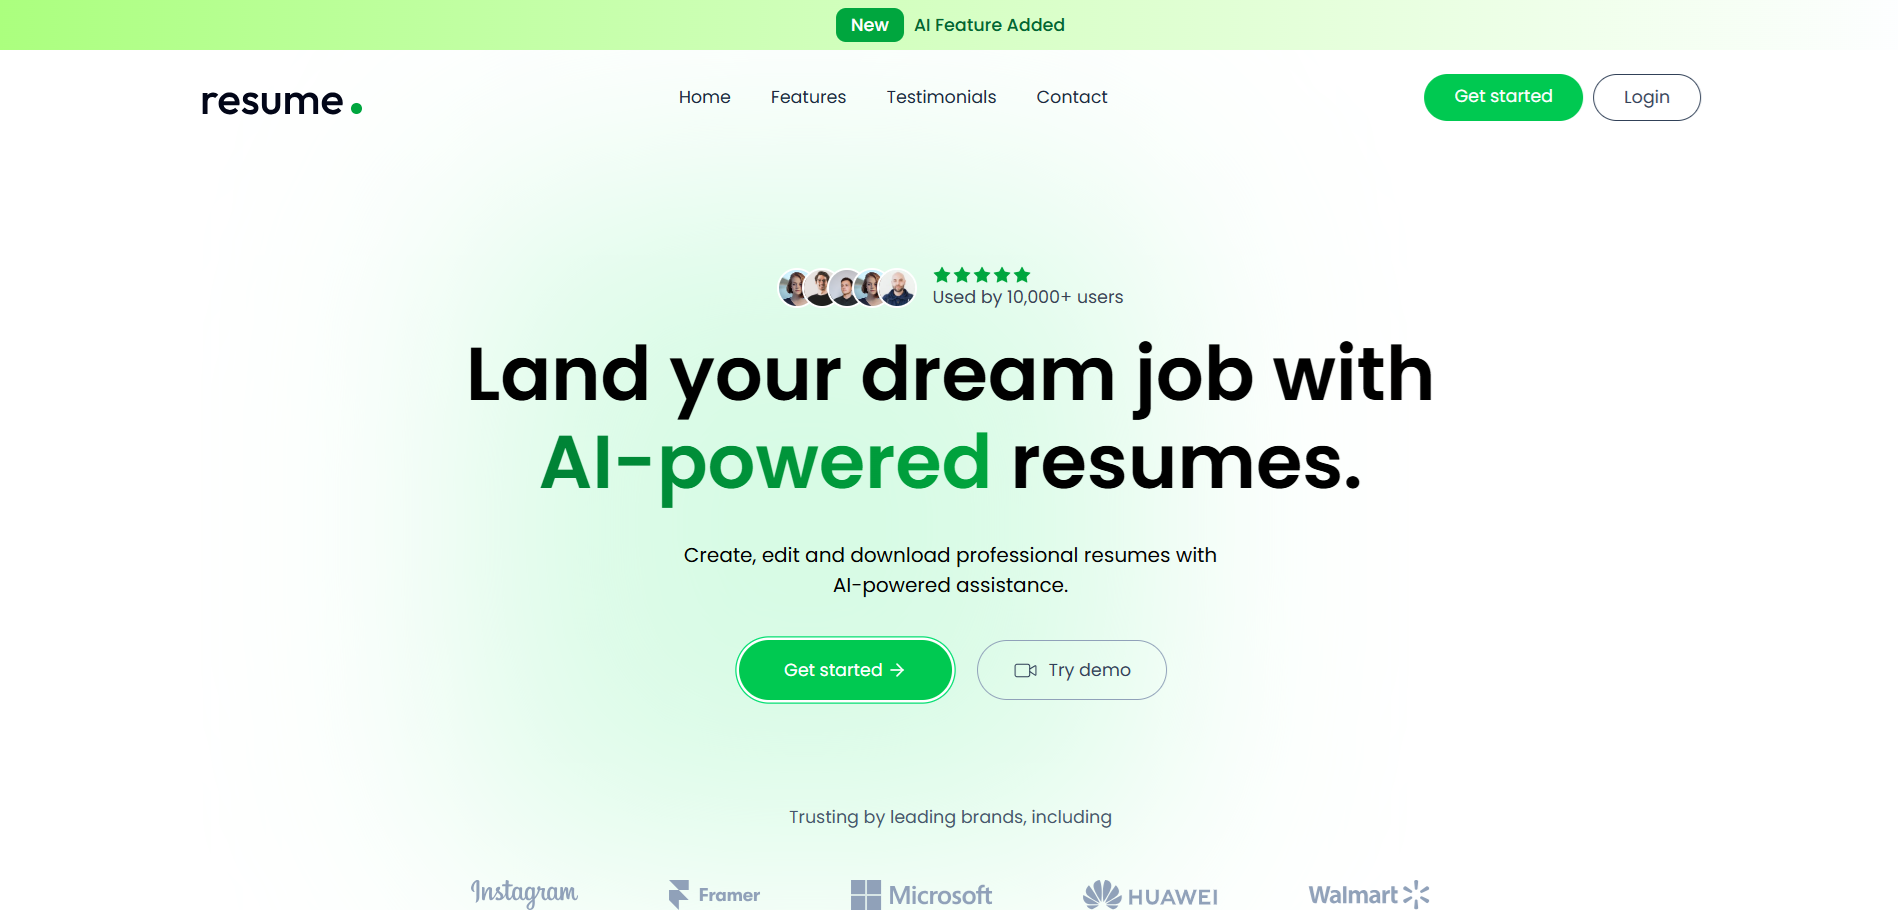 New AI Feature Added
resume.
Home Features Testimonials Contact
Get started Login
Used by 10,000+ users
Land your dream job with
AI-powered resumes.
Create, edit and download professional resumes with
AI-powered assistance.
Get started → Try demo
Trusting by leading brands, including
Instagram Framer Microsoft HUAWEI Walmart